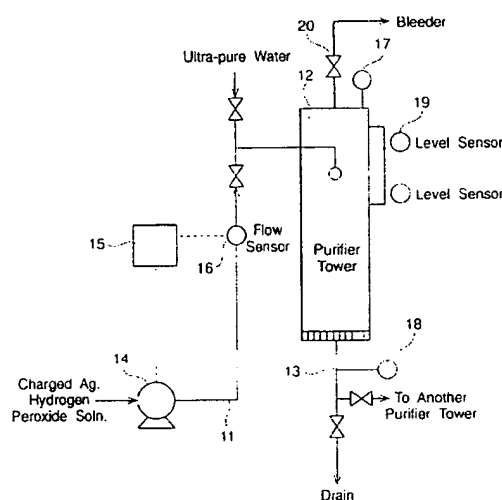 20
Bleeder
17
Ultra-pure Water
12
19
Level Sensor
Level Sensor
15
Flow
Sensor
16
Purifier
Tower
18
14
13
Charged Ag.
Hydrogen
Peroxide Soln.
To Another
Purifier Tower
11
Drain